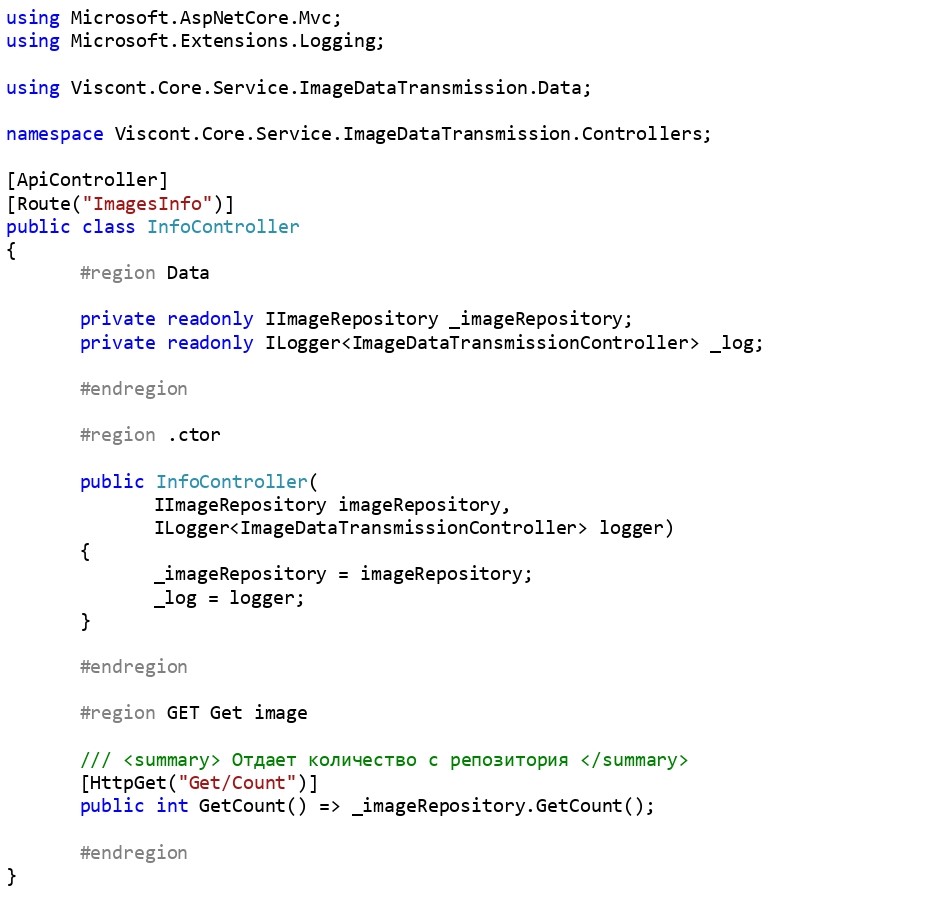 using Microsoft.AspNetCore.Mvc;
using Microsoft.Extensions.Logging;
using Viscont.Core.Service.ImageDataTransmission.Data;
namespace Viscont.Core.Service.ImageDataTransmission.Controllers;
[ApiController]
[Route("ImagesInfo")]
public class InfoController
{
#region Data
private readonly IImageRepository _imageRepository;
private readonly ILogger<ImageDataTransmissionController> _log;
#endregion
#region .ctor
public InfoController(
IImageRepository imageRepository,
ILogger<ImageDataTransmissionController> logger)
{
_imageRepository = imageRepository;
_log = logger;
}
#endregion
#region GET Get image
/// <summary> Отдает количество с репозитория </summary>
[HttpGet("Get/Count")]
public int GetCount() => _imageRepository.GetCount();
#endregion
}